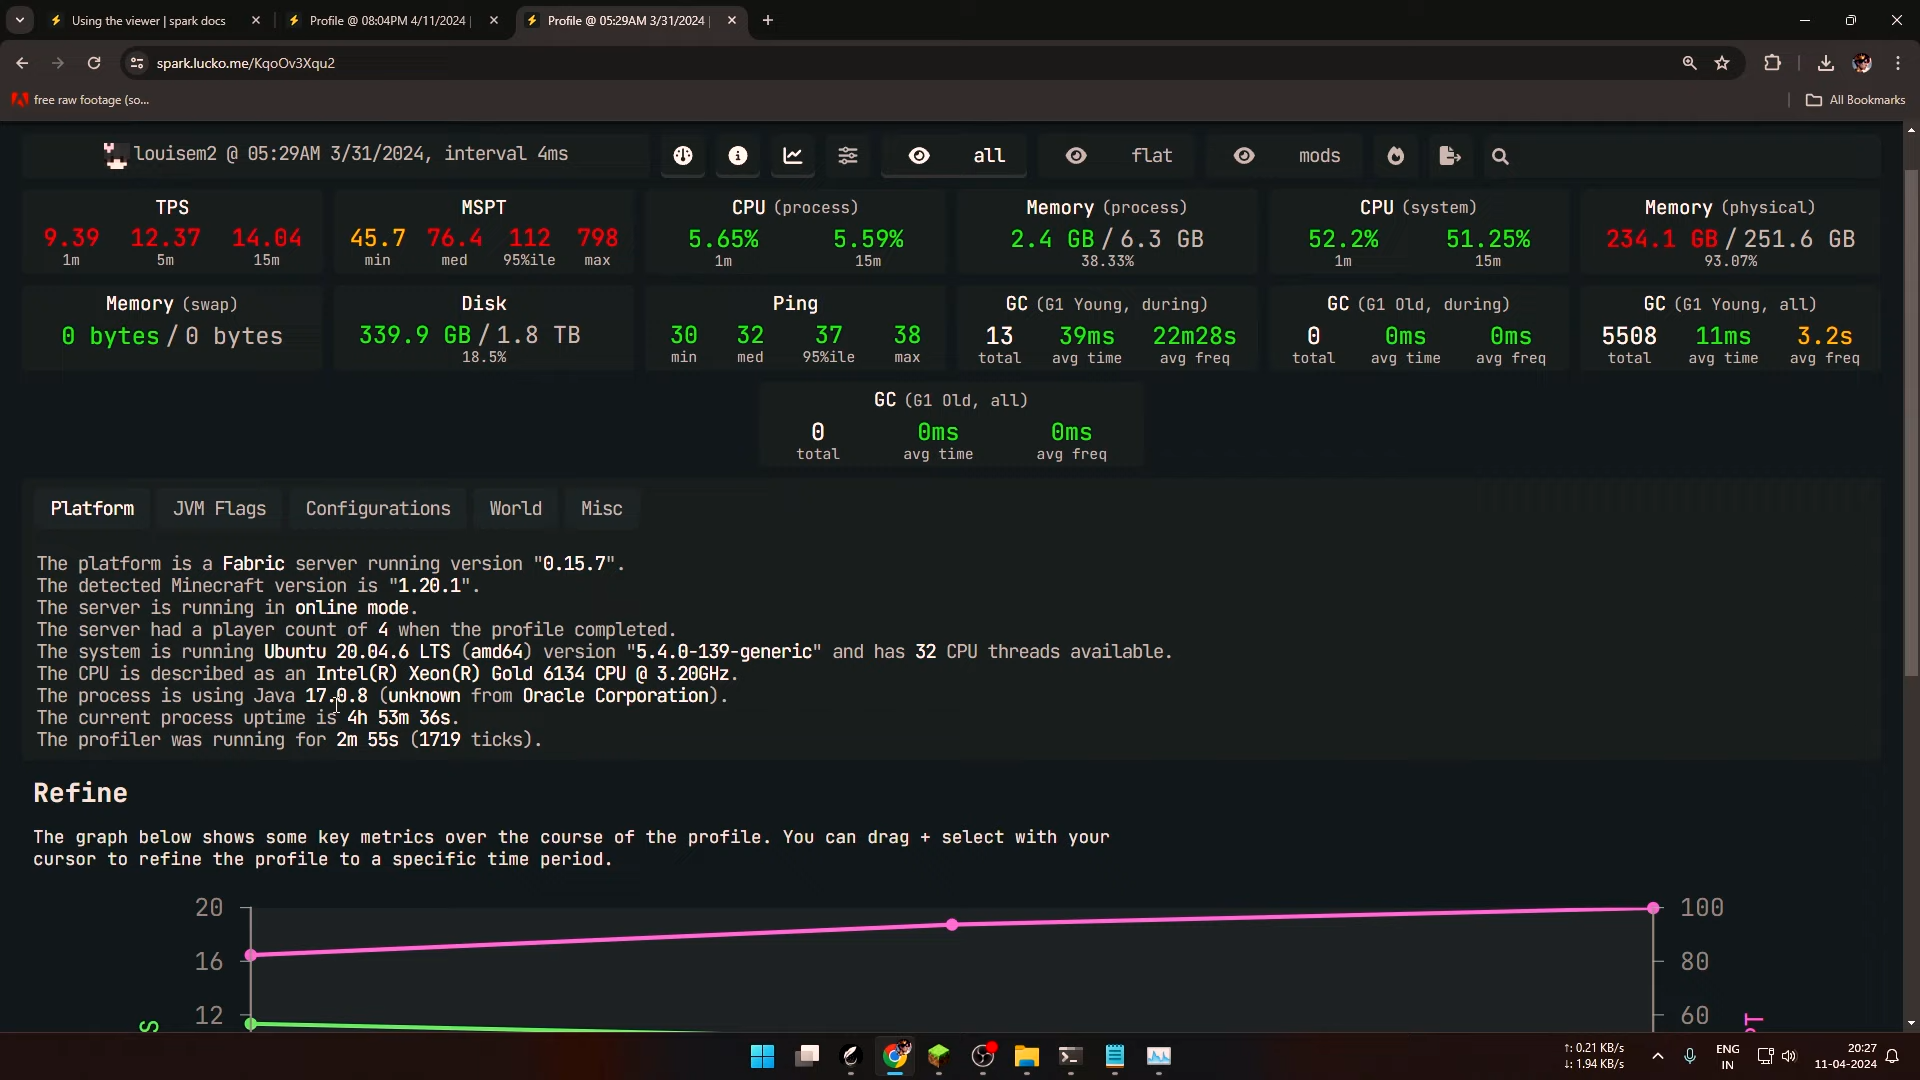 Using the viewer | spark docs
Profile @ 08:04PM 4/11/2024 |
Profile @ 05:29AM 3/31/2024 |
spark.lucko.me/KqoOv3Xqu2
free raw footage (so...
All Bookmarks
louisem2 @ 05:29AM 3/31/2024, interval 4ms
all
flat
mods
TPS
9.39 12.37 14.04
1m 5m 15m
MSPT
45.7 76.4 112 798
min med 95%ile max
CPU (process)
5.65% 5.59%
1m 15m
Memory (process)
2.4 GB / 6.3 GB
38.33%
CPU (system)
52.2% 51.25%
1m 15m
Memory (physical)
234.1 GB / 251.6 GB
93.07%
Memory (swap)
0 bytes / 0 bytes
Disk
339.9 GB / 1.8 TB
18.5%
Ping
30 32 37 38
min med 95%ile max
GC (G1 Young, during)
13 39ms 22m28s
total avg time avg freq
GC (G1 Old, during)
0 0ms 0ms
total avg time avg freq
GC (G1 Young, all)
5508 11ms 3.2s
total avg time avg freq
GC (G1 Old, all)
0 0ms 0ms
total avg time avg freq
Platform JVM Flags Configurations World Misc
The platform is a Fabric server running version "0.15.7".
The detected Minecraft version is "1.20.1".
The server is running in online mode.
The server had a player count of 4 when the profile completed.
The system is running Ubuntu 20.04.6 LTS (amd64) version "5.4.0-139-generic" and has 32 CPU threads available.
The CPU is described as an Intel(R) Xeon(R) Gold 6134 CPU @ 3.20GHz.
The process is using Java 17.0.8 (unknown from Oracle Corporation).
The current process uptime is 4h 53m 36s.
The profiler was running for 2m 55s (1719 ticks).
Refine
The graph below shows some key metrics over the course of the profile. You can drag + select with your
cursor to refine the profile to a specific time period.
20 100
16 80
12 60
S
↑: 0.21 KB/s
↓: 1.94 KB/s
ENG
IN
20:27
11-04-2024